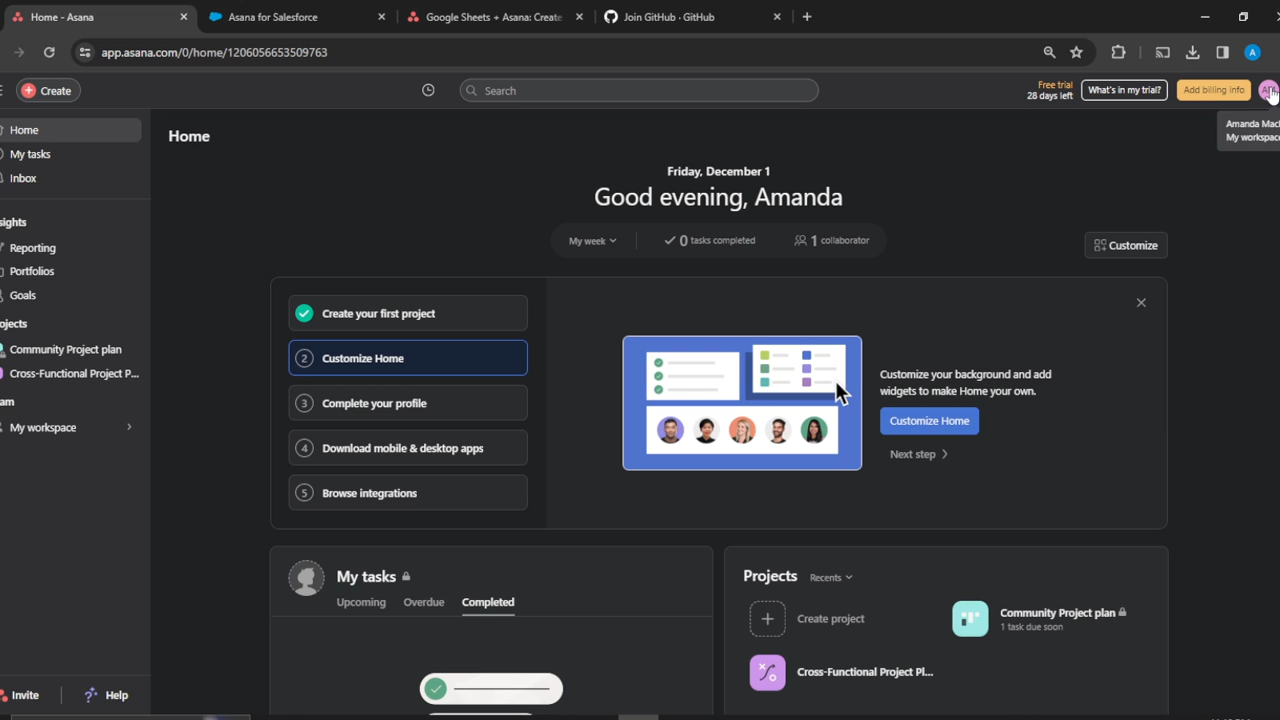 Home - Asana
Asana for Salesforce
Google Sheets + Asana: Create
Join GitHub · GitHub
app.asana.com/0/home/1206056653509763
A
Create
Search
Free trial
28 days left
What's in my trial?
Add billing info
Home
My tasks
Inbox
sights
Reporting
Portfolios
Goals
ojects
Community Project plan
Cross-Functional Project P...
am
My workspace
Invite
Help
Home
Amanda Mac
My workspace
Friday, December 1
Good evening, Amanda
My week
0 tasks completed
1 collaborator
Customize
Create your first project
2 Customize Home
3 Complete your profile
4 Download mobile & desktop apps
5 Browse integrations
Customize your background and add
widgets to make Home your own.
Customize Home
Next step
My tasks
Upcoming
Overdue
Completed
Projects
Recents
Create project
Community Project plan
1 task due soon
Cross-Functional Project Pl...